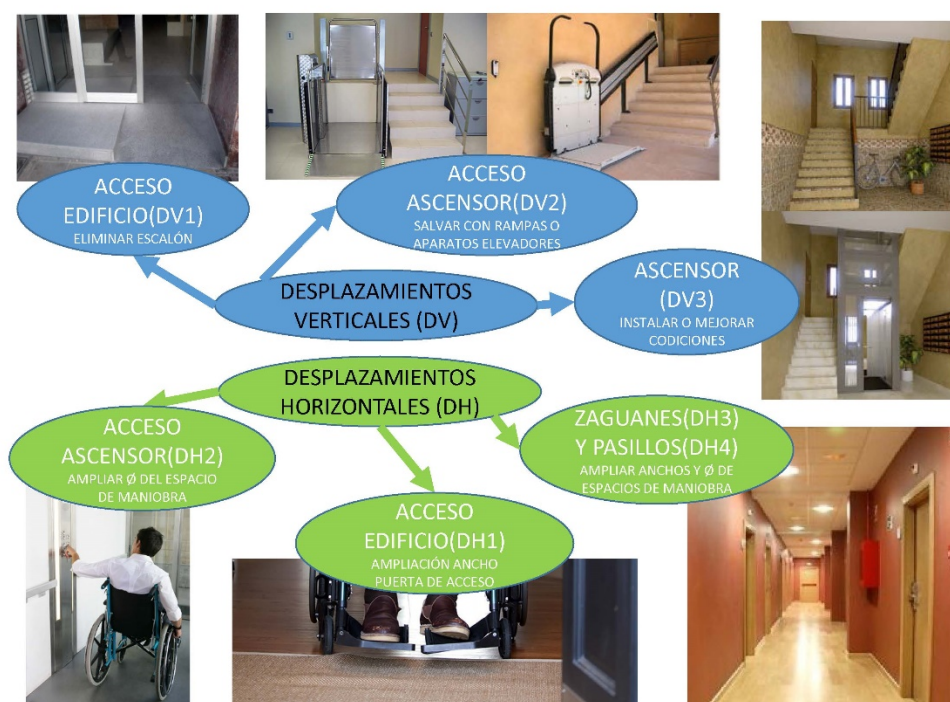 ACCESO
EDIFICIO(DV1)
ELIMINAR ESCALÓN
ACCESO
ASCENSOR(DV2)
SALVAR CON RAMPAS O
APARATOS ELEVADORES
DESPLAZAMIENTOS
VERTICALES (DV)
ASCENSOR
(DV3)
INSTALAR O MEJORAR
CODICIONES
DESPLAZAMIENTOS
HORIZONTALES (DH)
ACCESO
ASCENSOR(DH2)
AMPLIAR Ø DEL ESPACIO
DE MANIOBRA
ZAGUANES(DH3)
Y PASILLOS(DH4)
AMPLIAR ANCHOS Y Ø DE
ESPACIOS DE MANIOBRA
ACCESO
EDIFICIO(DH1)
AMPLIACIÓN ANCHO
PUERTA DE ACCESO